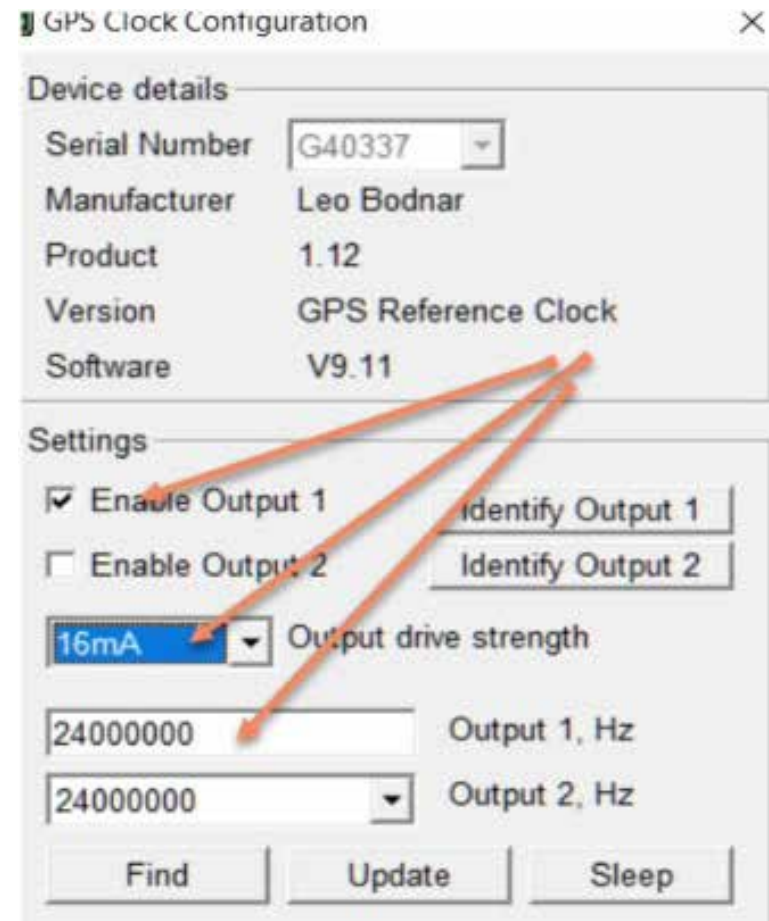 GPS Clock Configuration
Device details
Serial Number G40337
Manufacturer Leo Bodnar
Product 1.12
Version GPS Reference Clock
Software V9.11
Settings
Enable Output 1 Identify Output 1
Enable Output 2 Identify Output 2
16mA Output drive strength
24000000 Output 1, Hz
24000000 Output 2, Hz
Find Update Sleep